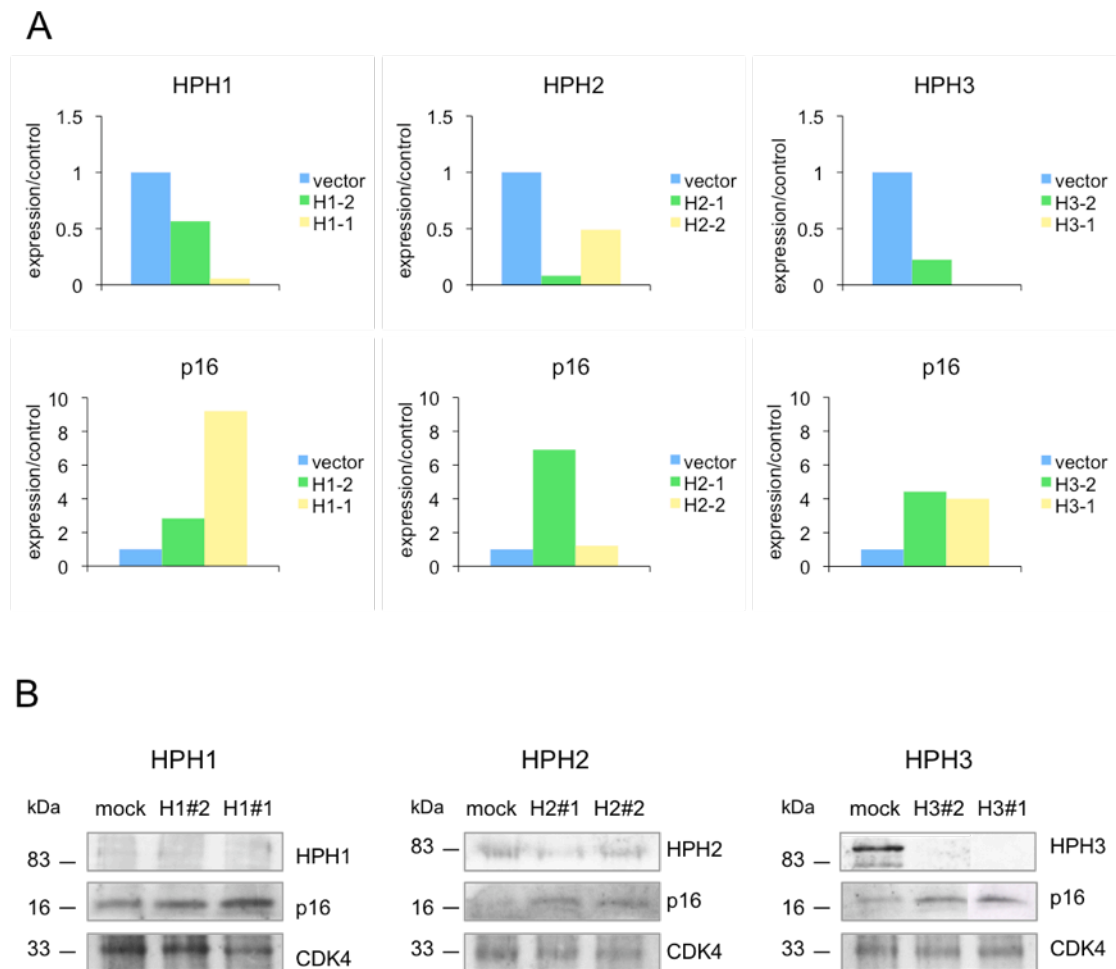 A
HPH1
1.5
1
0.5
0
expression/control
vector
H1-2
H1-1
HPH2
1.5
1
0.5
0
expression/control
vector
H2-1
H2-2
HPH3
1.5
1
0.5
0
expression/control
vector
H3-2
H3-1
p16
10
8
6
4
2
0
expression/control
vector
H1-2
H1-1
p16
10
8
6
4
2
0
expression/control
vector
H2-1
H2-2
p16
10
8
6
4
2
0
expression/control
vector
H3-2
H3-1
B
HPH1
kDa mock H1#2 H1#1
83 HPH1
16 p16
33 CDK4
HPH2
kDa mock H2#1 H2#2
83 HPH2
16 p16
33 CDK4
HPH3
kDa mock H3#2 H3#1
83 HPH3
16 p16
33 CDK4